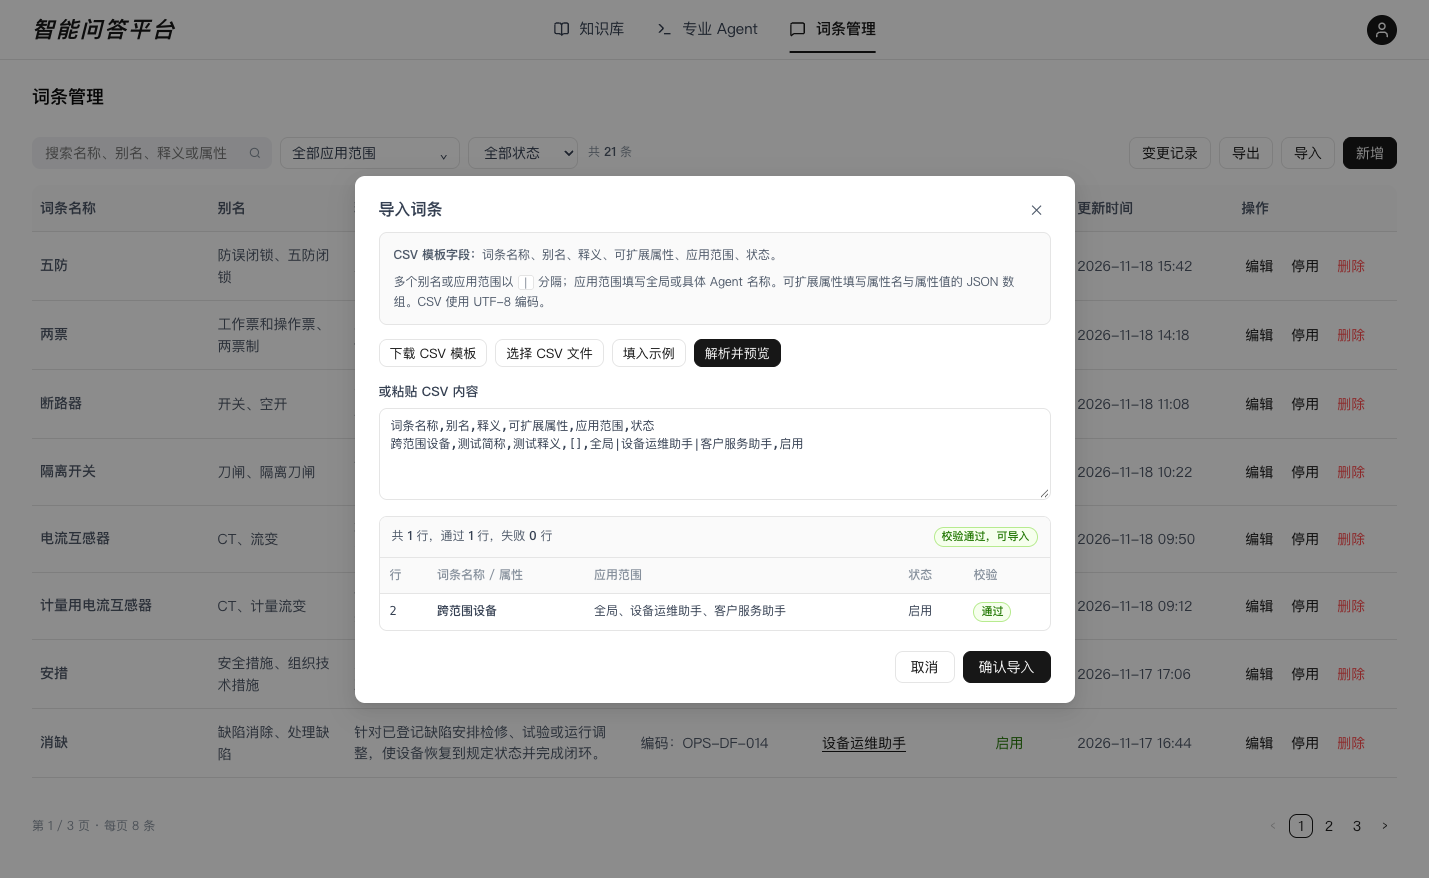 智能问答平台
知识库
专业 Agent
词条管理
词条管理
搜索名称、别名、释义或属性
全部应用范围
全部状态
共 21 条
变更记录
导出
导入
新增
词条名称
别名
更新时间
操作
五防
防误闭锁、五防闭
锁
2026-11-18 15:42
编辑 停用 删除
两票
工作票和操作票、
两票制
2026-11-18 14:18
编辑 停用 删除
断路器
开关、空开
2026-11-18 11:08
编辑 停用 删除
隔离开关
刀闸、隔离刀闸
2026-11-18 10:22
编辑 停用 删除
电流互感器
CT、流变
2026-11-18 09:50
编辑 停用 删除
计量用电流互感器
CT、计量流变
2026-11-18 09:12
编辑 停用 删除
安措
安全措施、组织技
术措施
2026-11-17 17:06
编辑 停用 删除
消缺
缺陷消除、处理缺
陷
针对已登记缺陷安排检修、试验或运行调
整，使设备恢复到规定状态并完成闭环。
编码：OPS-DF-014
设备运维助手
启用
2026-11-17 16:44
编辑 停用 删除
第 1 / 3 页 · 每页 8 条
‹ 1 2 3 ›
导入词条
CSV 模板字段：词条名称、别名、释义、可扩展属性、应用范围、状态。
多个别名或应用范围以 | 分隔；应用范围填写全局或具体 Agent 名称。可扩展属性填写属性名与属性值的 JSON 数
组。CSV 使用 UTF-8 编码。
下载 CSV 模板
选择 CSV 文件
填入示例
解析并预览
或粘贴 CSV 内容
词条名称,别名,释义,可扩展属性,应用范围,状态
跨范围设备,测试简称,测试释义,[],全局|设备运维助手|客户服务助手,启用
共 1 行，通过 1 行，失败 0 行
校验通过，可导入
行 词条名称 / 属性 应用范围 状态 校验
2 跨范围设备 全局、设备运维助手、客户服务助手 启用 通过
取消
确认导入